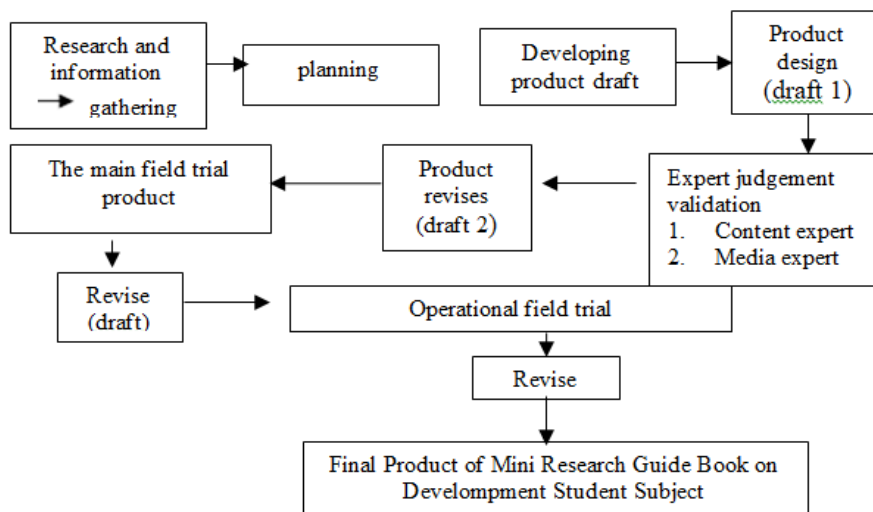 Research and
information
gathering
planning
Developing
product draft
Product
design
(draft 1)
The main field trial
product
Product
revises
(draft 2)
Expert judgement
validation
1. Content expert
2. Media expert
Revise
(draft)
Operational field trial
Revise
Final Product of Mini Research Guide Book on
Develompment Student Subject